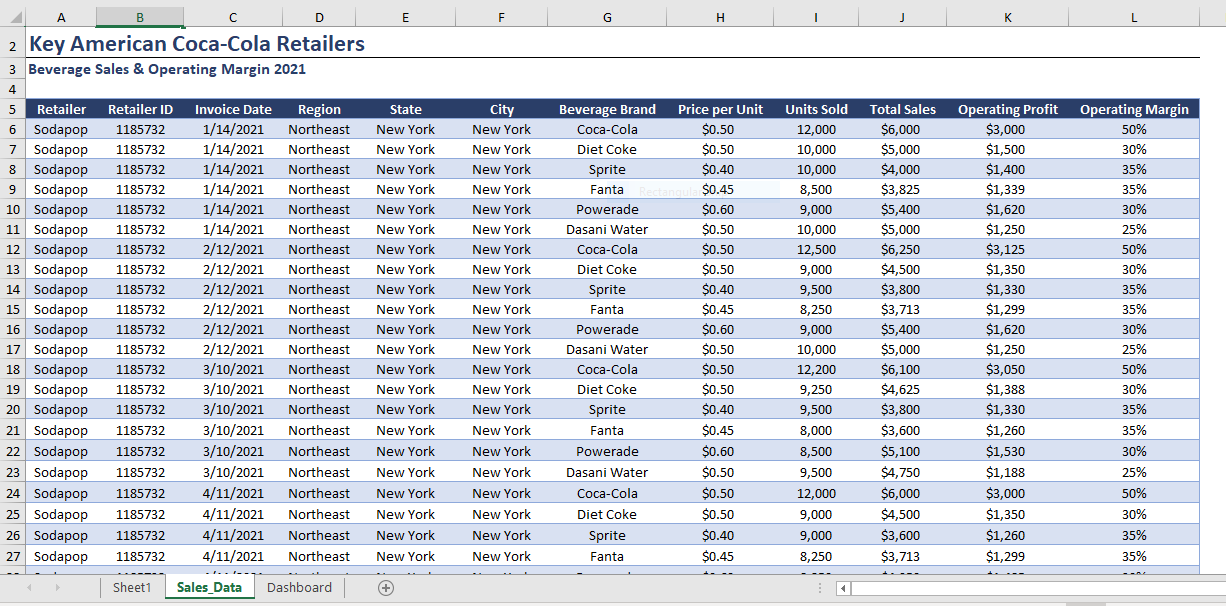 A B C D E F G H I J K L
2 Key American Coca-Cola Retailers
3 Beverage Sales & Operating Margin 2021
4
5 Retailer Retailer ID Invoice Date Region State City Beverage Brand Price per Unit Units Sold Total Sales Operating Profit Operating Margin
6 Sodapop 1185732 1/14/2021 Northeast New York New York Coca-Cola $0.50 12,000 $6,000 $3,000 50%
7 Sodapop 1185732 1/14/2021 Northeast New York New York Diet Coke $0.50 10,000 $5,000 $1,500 30%
8 Sodapop 1185732 1/14/2021 Northeast New York New York Sprite $0.40 10,000 $4,000 $1,400 35%
9 Sodapop 1185732 1/14/2021 Northeast New York New York Fanta $0.45 8,500 $3,825 $1,339 35%
10 Sodapop 1185732 1/14/2021 Northeast New York New York Powerade $0.60 9,000 $5,400 $1,620 30%
11 Sodapop 1185732 1/14/2021 Northeast New York New York Dasani Water $0.50 10,000 $5,000 $1,250 25%
12 Sodapop 1185732 2/12/2021 Northeast New York New York Coca-Cola $0.50 12,500 $6,250 $3,125 50%
13 Sodapop 1185732 2/12/2021 Northeast New York New York Diet Coke $0.50 9,000 $4,500 $1,350 30%
14 Sodapop 1185732 2/12/2021 Northeast New York New York Sprite $0.40 9,500 $3,800 $1,330 35%
15 Sodapop 1185732 2/12/2021 Northeast New York New York Fanta $0.45 8,250 $3,713 $1,299 35%
16 Sodapop 1185732 2/12/2021 Northeast New York New York Powerade $0.60 9,000 $5,400 $1,620 30%
17 Sodapop 1185732 2/12/2021 Northeast New York New York Dasani Water $0.50 10,000 $5,000 $1,250 25%
18 Sodapop 1185732 3/10/2021 Northeast New York New York Coca-Cola $0.50 12,200 $6,100 $3,050 50%
19 Sodapop 1185732 3/10/2021 Northeast New York New York Diet Coke $0.50 9,250 $4,625 $1,388 30%
20 Sodapop 1185732 3/10/2021 Northeast New York New York Sprite $0.40 9,500 $3,800 $1,330 35%
21 Sodapop 1185732 3/10/2021 Northeast New York New York Fanta $0.45 8,000 $3,600 $1,260 35%
22 Sodapop 1185732 3/10/2021 Northeast New York New York Powerade $0.60 8,500 $5,100 $1,530 30%
23 Sodapop 1185732 3/10/2021 Northeast New York New York Dasani Water $0.50 9,500 $4,750 $1,188 25%
24 Sodapop 1185732 4/11/2021 Northeast New York New York Coca-Cola $0.50 12,000 $6,000 $3,000 50%
25 Sodapop 1185732 4/11/2021 Northeast New York New York Diet Coke $0.50 9,000 $4,500 $1,350 30%
26 Sodapop 1185732 4/11/2021 Northeast New York New York Sprite $0.40 9,000 $3,600 $1,260 35%
27 Sodapop 1185732 4/11/2021 Northeast New York New York Fanta $0.45 8,250 $3,713 $1,299 35%
Sheet1 Sales_Data Dashboard